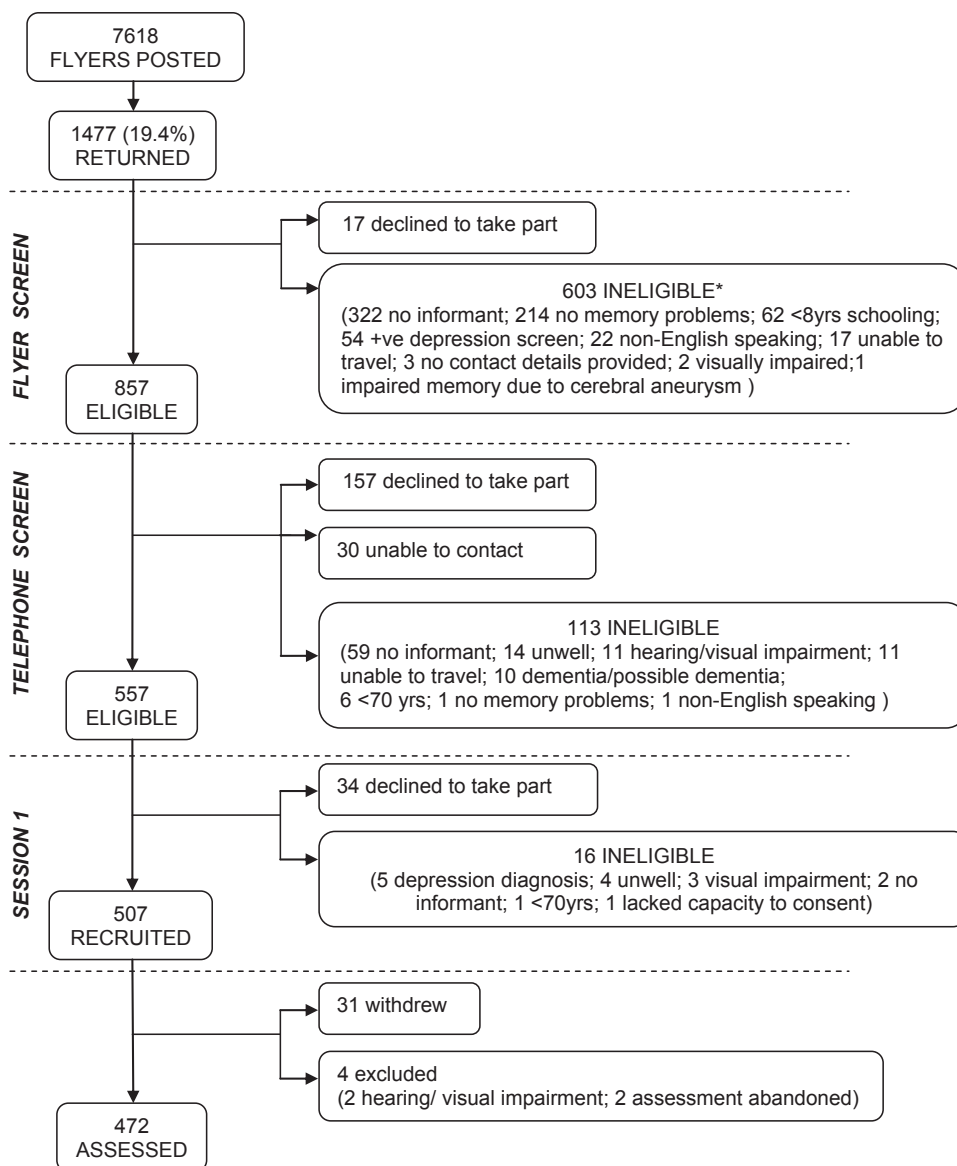 7618
FLYERS POSTED
1477 (19.4%)
RETURNED
FLYER SCREEN
17 declined to take part
603 INELIGIBLE*
(322 no informant; 214 no memory problems; 62 <8yrs schooling;
54 +ve depression screen; 22 non-English speaking; 17 unable to
travel; 3 no contact details provided; 2 visually impaired;1
impaired memory due to cerebral aneurysm )
857
ELIGIBLE
TELEPHONE SCREEN
157 declined to take part
30 unable to contact
113 INELIGIBLE
(59 no informant; 14 unwell; 11 hearing/visual impairment; 11
unable to travel; 10 dementia/possible dementia;
6 <70 yrs; 1 no memory problems; 1 non-English speaking )
557
ELIGIBLE
SESSION 1
34 declined to take part
16 INELIGIBLE
(5 depression diagnosis; 4 unwell; 3 visual impairment; 2 no
informant; 1 <70yrs; 1 lacked capacity to consent)
507
RECRUITED
31 withdrew
4 excluded
(2 hearing/ visual impairment; 2 assessment abandoned)
472
ASSESSED